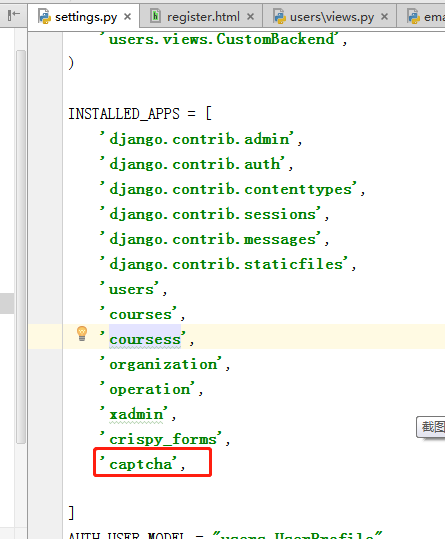 settings.py × register.html × users\views.py × ema
'users.views.CustomBackend',
)
INSTALLED_APPS = [
'django.contrib.admin',
'django.contrib.auth',
'django.contrib.contenttypes',
'django.contrib.sessions',
'django.contrib.messages',
'django.contrib.staticfiles',
'users',
'courses',
'coursess',
'organization',
'operation',
'xadmin',
'crispy_forms',
'captcha',
]
AUTH_USER_MODEL = "users.UserProfile"
截图